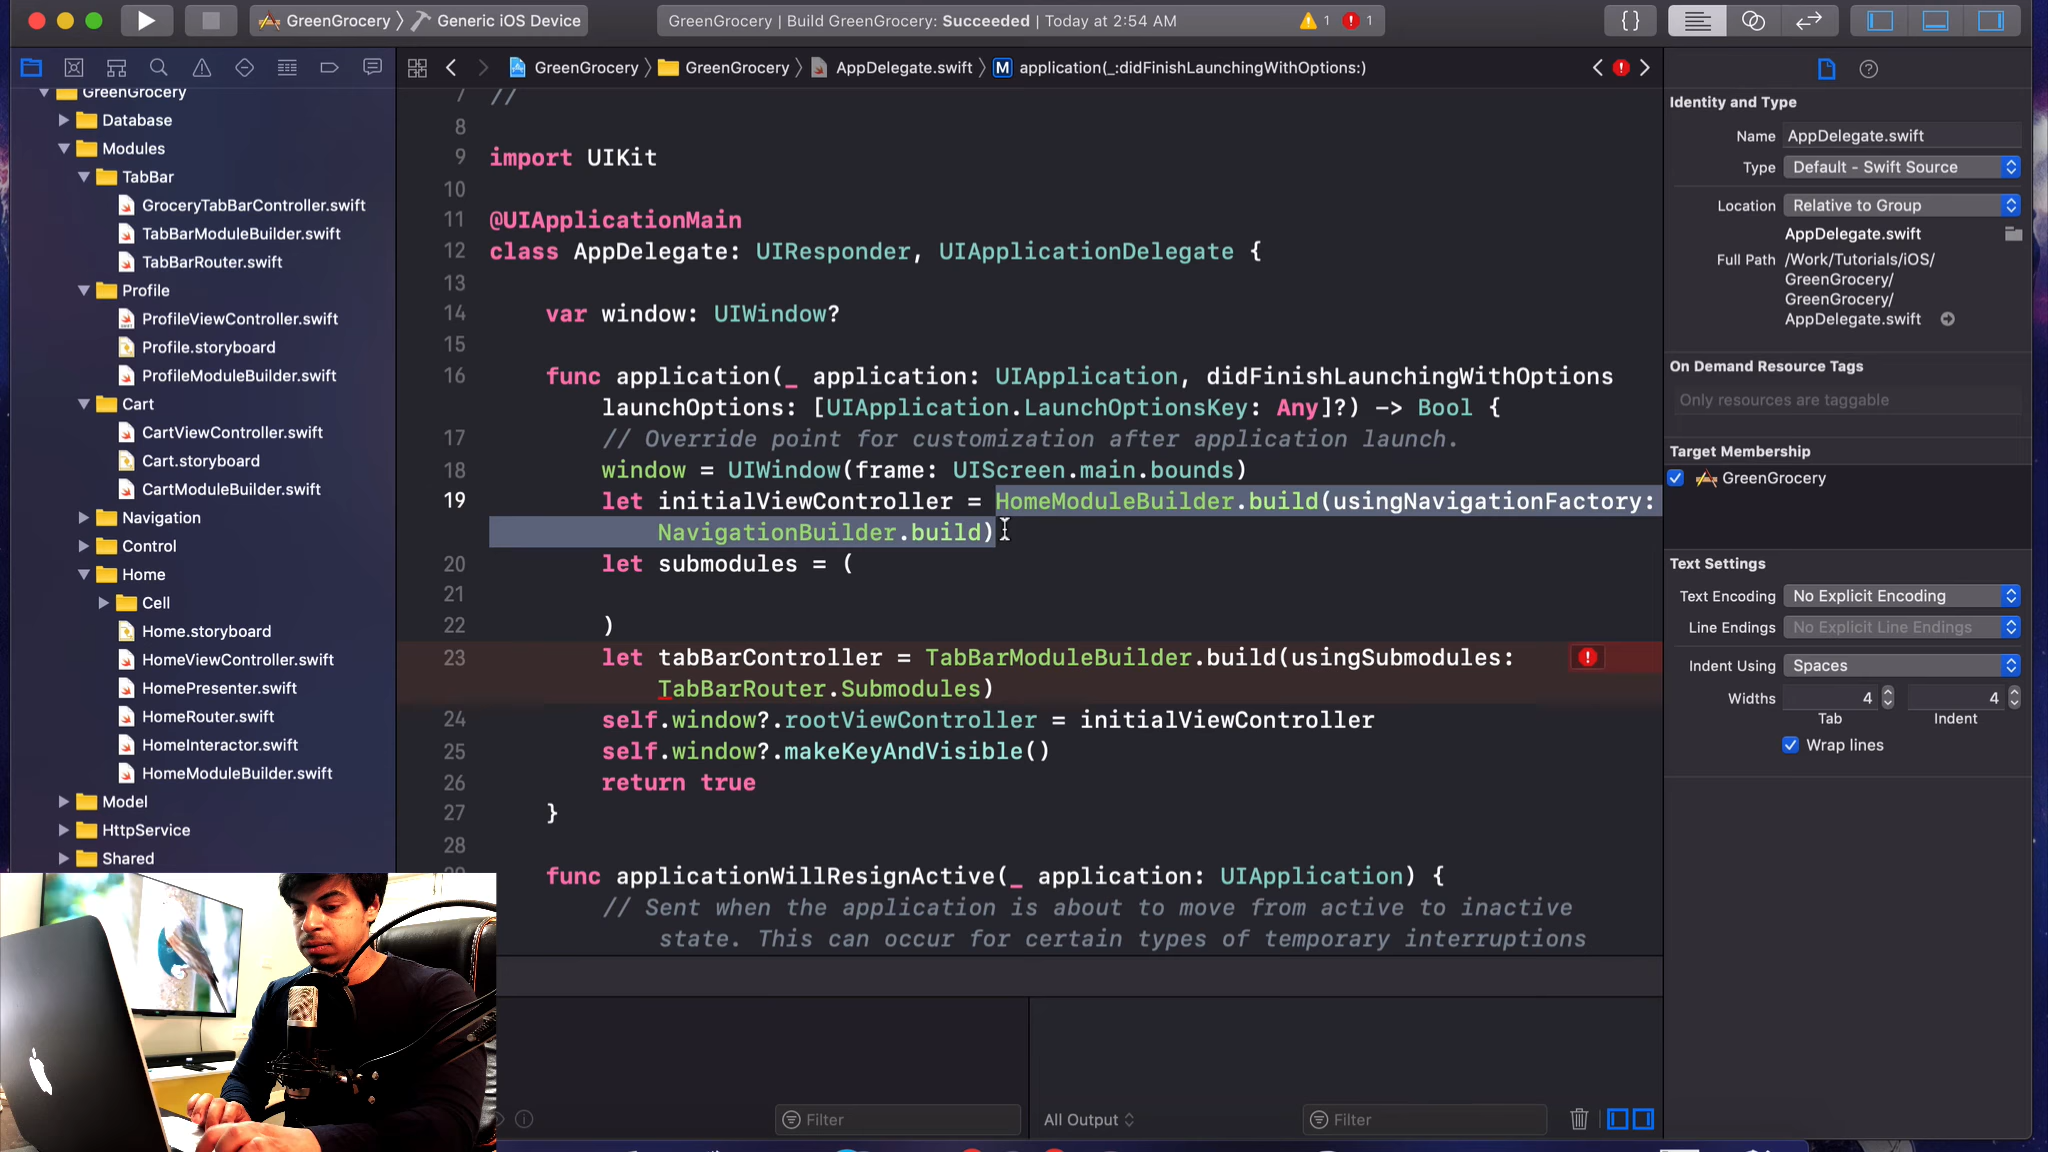 GreenGrocery
Generic iOS Device
GreenGrocery | Build GreenGrocery: Succeeded | Today at 2:54 AM
1
1
{}
GreenGrocery
GreenGrocery
AppDelegate.swift
M
application(_:didFinishLaunchingWithOptions:)
GreenGrocery
Database
Modules
TabBar
GroceryTabBarController.swift
TabBarModuleBuilder.swift
TabBarRouter.swift
Profile
ProfileViewController.swift
Profile.storyboard
ProfileModuleBuilder.swift
Cart
CartViewController.swift
Cart.storyboard
CartModuleBuilder.swift
Navigation
Control
Home
Cell
Home.storyboard
HomeViewController.swift
HomePresenter.swift
HomeRouter.swift
HomeInteractor.swift
HomeModuleBuilder.swift
Model
HttpService
Shared
7 //
8
9 import UIKit
10
11 @UIApplicationMain
12 class AppDelegate: UIResponder, UIApplicationDelegate {
13
14 var window: UIWindow?
15
16 func application(_ application: UIApplication, didFinishLaunchingWithOptions
launchOptions: [UIApplication.LaunchOptionsKey: Any]?) -> Bool {
17 // Override point for customization after application launch.
18 window = UIWindow(frame: UIScreen.main.bounds)
19 let initialViewController = HomeModuleBuilder.build(usingNavigationFactory:
NavigationBuilder.build)
20 let submodules = (
21
22 )
23 let tabBarController = TabBarModuleBuilder.build(usingSubmodules:
TabBarRouter.Submodules)
24 self.window?.rootViewController = initialViewController
25 self.window?.makeKeyAndVisible()
26 return true
27 }
28
func applicationWillResignActive(_ application: UIApplication) {
// Sent when the application is about to move from active to inactive
state. This can occur for certain types of temporary interruptions
Filter
All Output
Filter
Identity and Type
Name AppDelegate.swift
Type Default - Swift Source
Location Relative to Group
AppDelegate.swift
Full Path /Work/Tutorials/iOS/
GreenGrocery/
GreenGrocery/
AppDelegate.swift
On Demand Resource Tags
Only resources are taggable
Target Membership
GreenGrocery
Text Settings
Text Encoding No Explicit Encoding
Line Endings No Explicit Line Endings
Indent Using Spaces
Widths 4 4
Tab Indent
Wrap lines